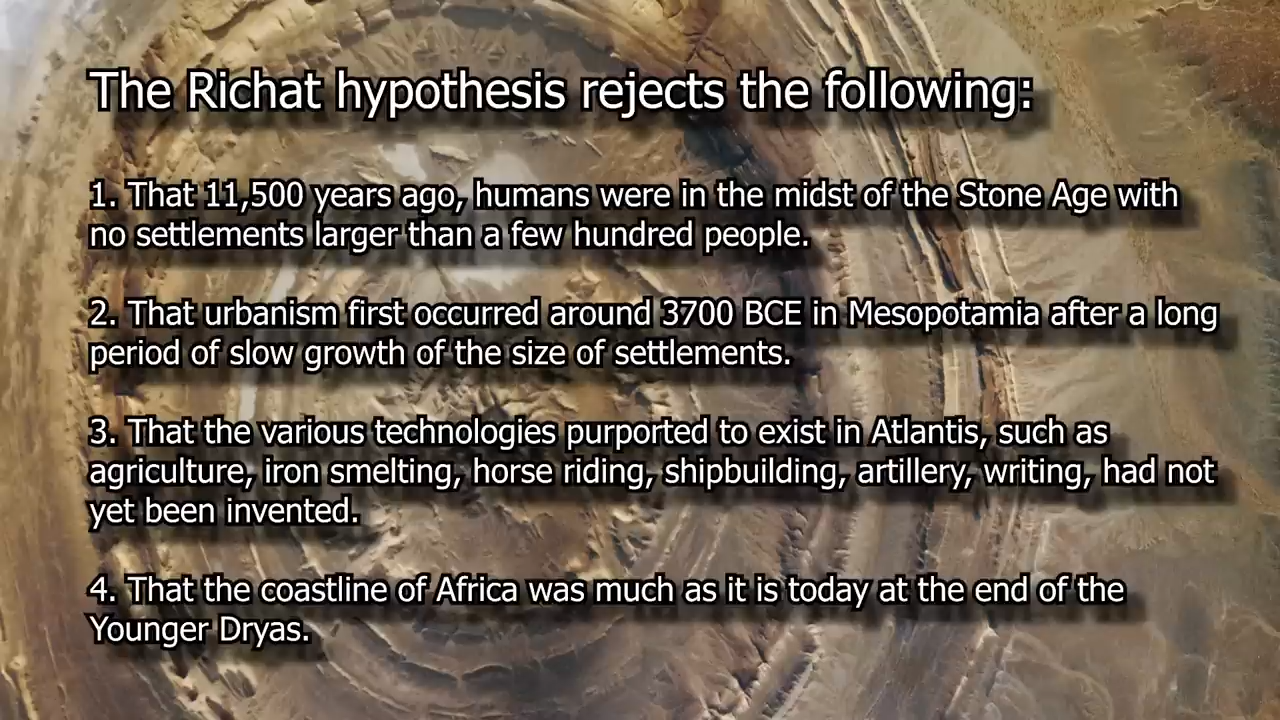 The Richat hypothesis rejects the following:
1. That 11,500 years ago, humans were in the midst of the Stone Age with
no settlements larger than a few hundred people.
2. That urbanism first occurred around 3700 BCE in Mesopotamia after a long
period of slow growth of the size of settlements.
3. That the various technologies purported to exist in Atlantis, such as
agriculture, iron smelting, horse riding, shipbuilding, artillery, writing, had not
yet been invented.
4. That the coastline of Africa was much as it is today at the end of the
Younger Dryas.